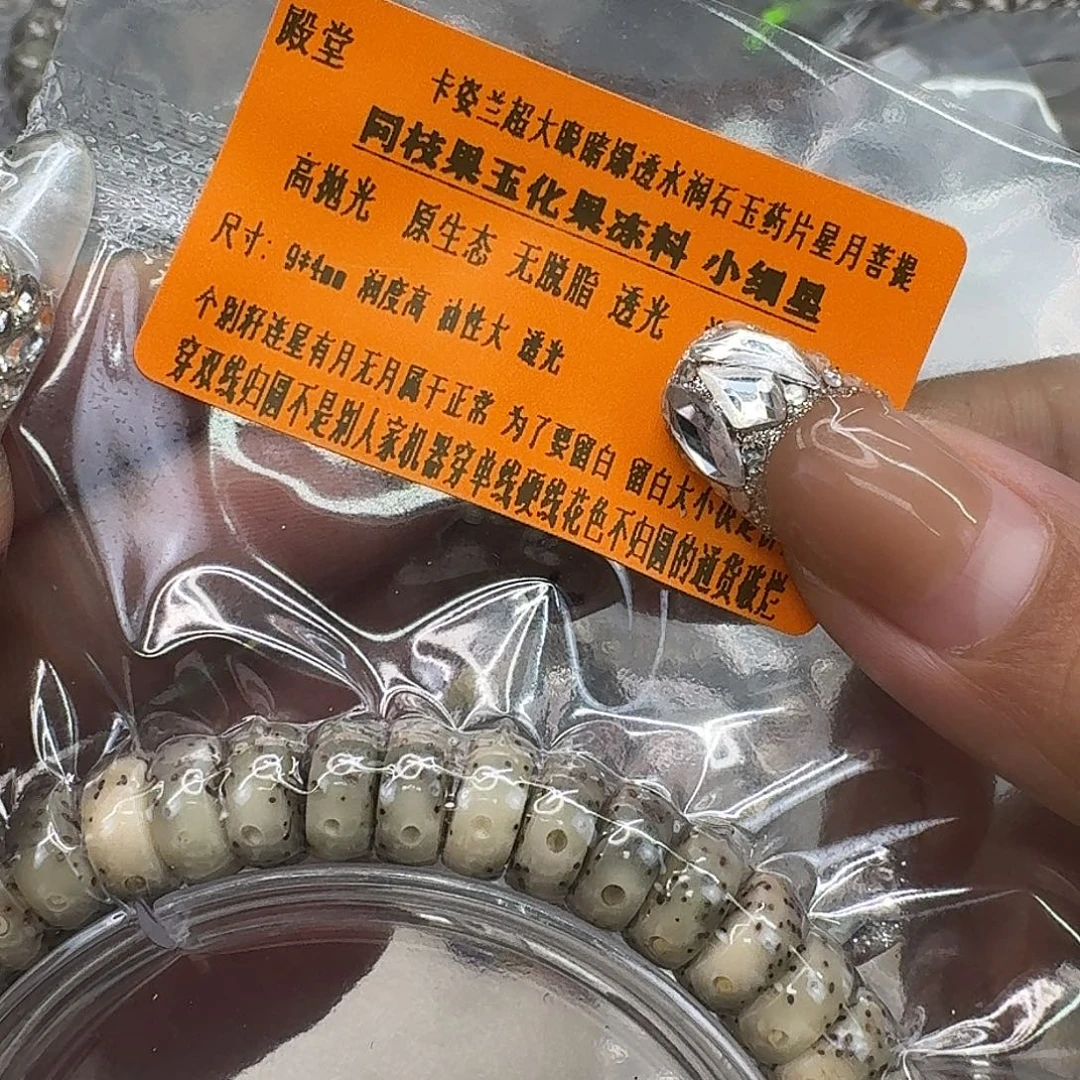 殿堂
卡姿兰超大眼睛爆透水润石玉药片星月菩提
同枝果玉化果冻料 小细星
高抛光 原生态 无脱脂 透光
尺寸: 9*4mm 润度高 油性大 透光
个别籽连星有月无月属于正常 为了要留白 留白大小
穿双线归圆不是别人家机器穿单线硬线花色不归圆的通货破烂